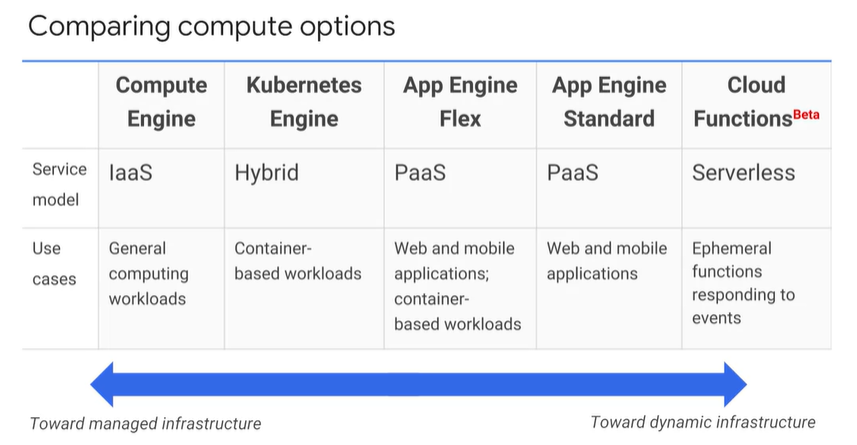 Comparing compute options
Compute Engine
Kubernetes Engine
App Engine Flex
App Engine Standard
Cloud Functions Beta
Service model
IaaS
Hybrid
PaaS
PaaS
Serverless
Use cases
General computing workloads
Container-based workloads
Web and mobile applications; container-based workloads
Web and mobile applications
Ephemeral functions responding to events
Toward managed infrastructure
Toward dynamic infrastructure